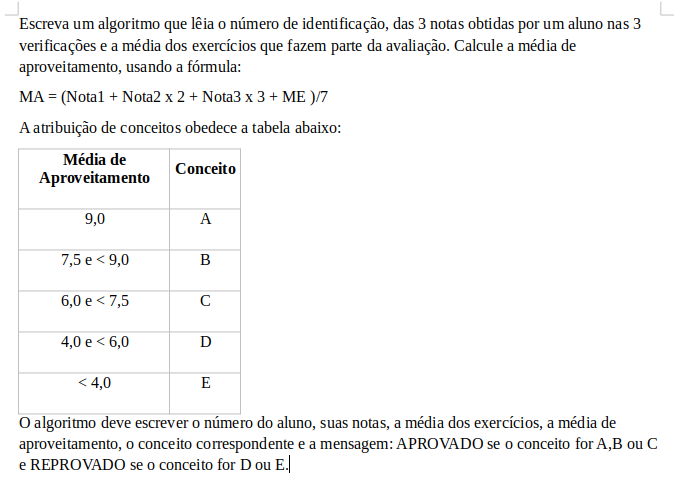 Escreva um algoritmo que lêia o número de identificação, das 3 notas obtidas por um aluno nas 3
verificações e a média dos exercícios que fazem parte da avaliação. Calcule a média de
aproveitamento, usando a fórmula:
MA = (Nota1 + Nota2 x 2 + Nota3 x 3 + ME )/7
A atribuição de conceitos obedece a tabela abaixo:
Média de
Aproveitamento
Conceito
9,0 A
7,5 e < 9,0 B
6,0 e < 7,5 C
4,0 e < 6,0 D
< 4,0 E
O algoritmo deve escrever o número do aluno, suas notas, a média dos exercícios, a média de
aproveitamento, o conceito correspondente e a mensagem: APROVADO se o conceito for A,B ou C
e REPROVADO se o conceito for D ou E.